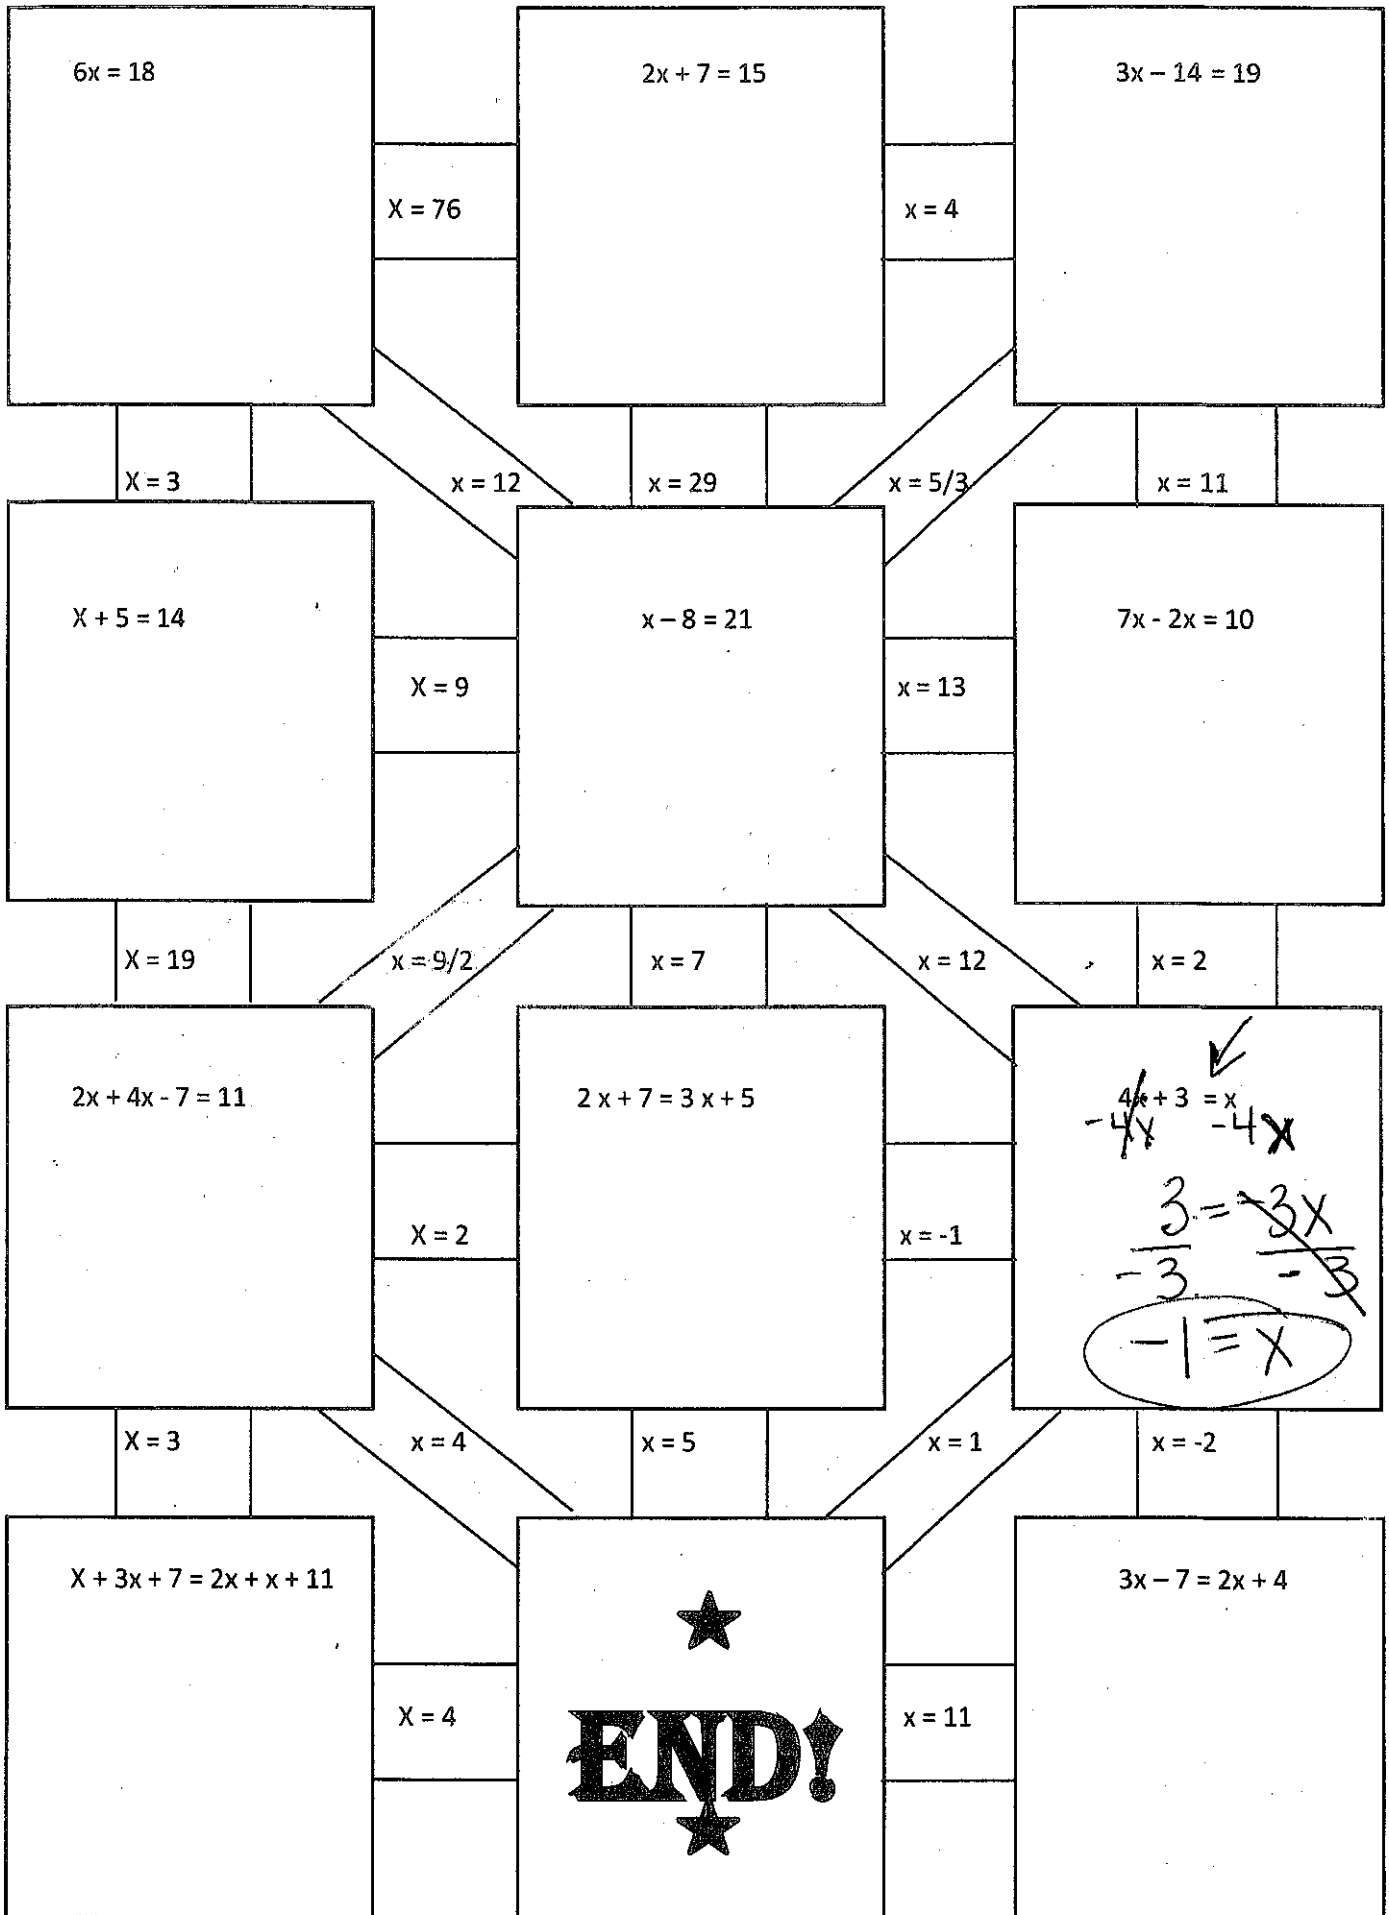 6x = 18
2x + 7 = 15
3x – 14 = 19
X = 76
x = 4
X = 3
x = 12
x = 29
x = 5/3
x = 11
X + 5 = 14
x – 8 = 21
7x - 2x = 10
X = 9
x = 13
X = 19
x = 9/2
x = 7
x = 12
x = 2
2x + 4x - 7 = 11
2 x + 7 = 3 x + 5
4x + 3 = x
-4x -4x
3 = -3x
-3 -3
-1 = x
X = 2
x = -1
X = 3
x = 4
x = 5
x = 1
x = -2
X + 3x + 7 = 2x + x + 11
3x – 7 = 2x + 4
X = 4
END!
x = 11